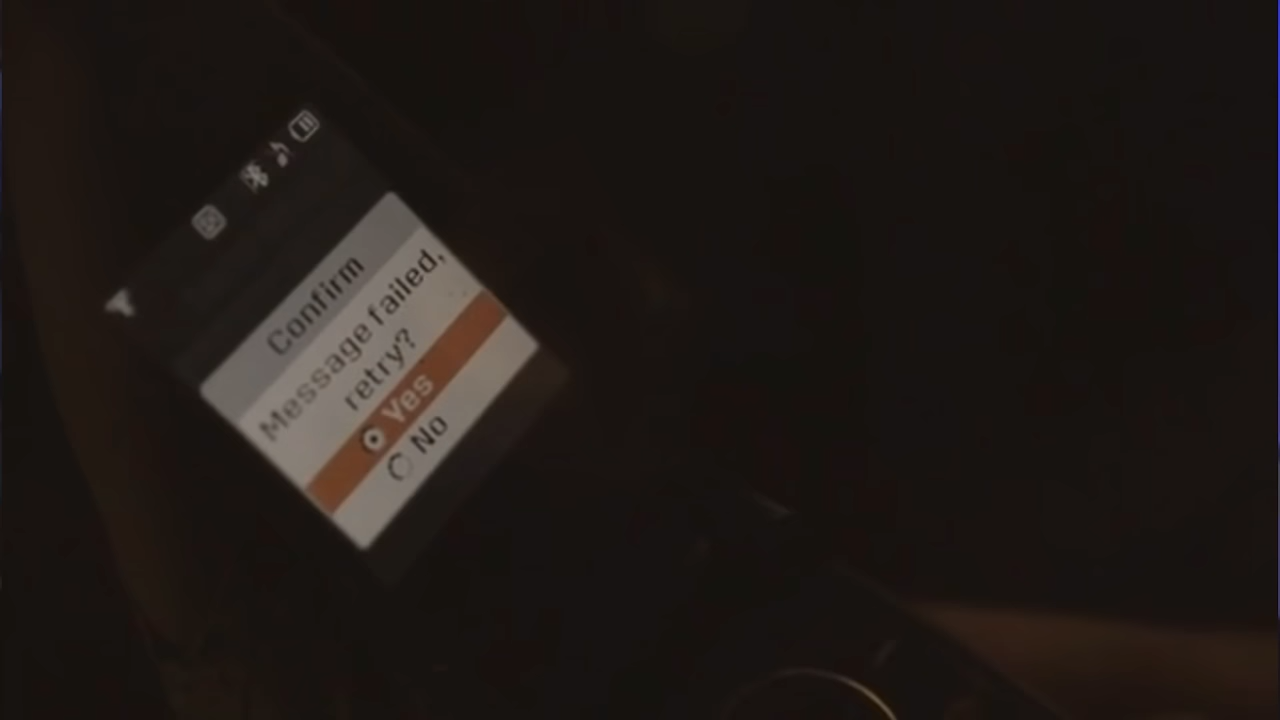 Confirm
Message failed,
retry?
Yes
No